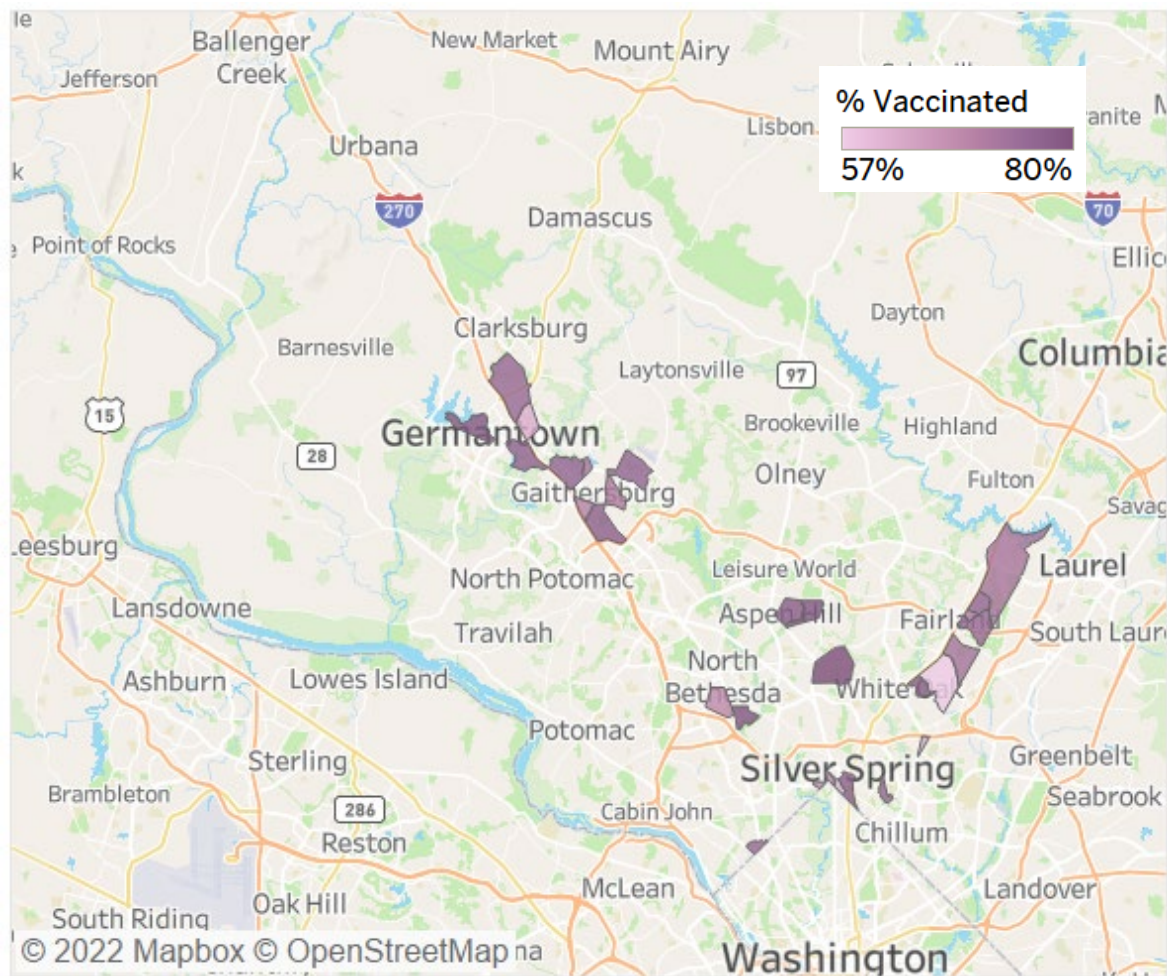 Ballenger
Creek
New Market
Mount Airy
Jefferson
% Vaccinated
57% 80%
Lisbon
Urbana
270
70
Damascus
Point of Rocks
Dayton
Clarksburg
Barnesville
Laytonsville
97
Columbia
15
Brookeville
Highland
Germantown
28
Olney
Fulton
Gaithersburg
Leesburg
Leisure World
Laurel
North Potomac
Lansdowne
Aspen Hill
Fairland
Travilah
South Laure
North
Bethesda
White Oak
Ashburn
Lowes Island
Potomac
Sterling
Silver Spring
Greenbelt
Brambleton
Seabrook
286
Cabin John
Reston
Chillum
McLean
Landover
Oak Hill
South Riding
© 2022 Mapbox © OpenStreetMap
Washington